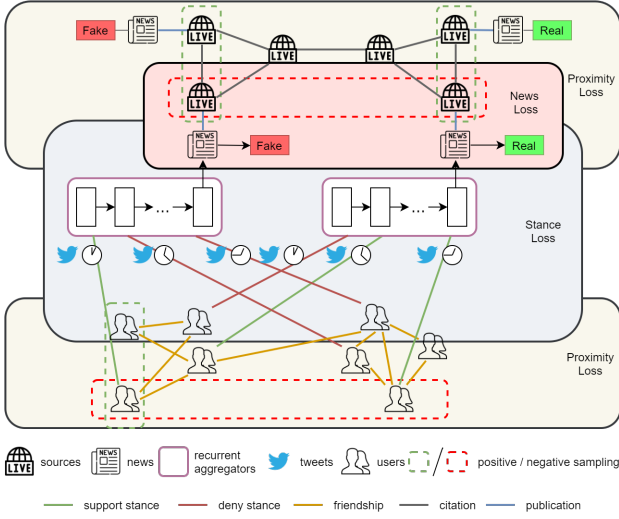 Fake
NEWS
LIVE
LIVE
LIVE
LIVE
NEWS
Real
Proximity
Loss
LIVE
LIVE
News
Loss
NEWS
Fake
NEWS
Real
...
...
Stance
Loss
Proximity
Loss
LIVE
sources
NEWS
news
recurrent
aggregators
tweets
users
/
positive / negative sampling
support stance
deny stance
friendship
citation
publication